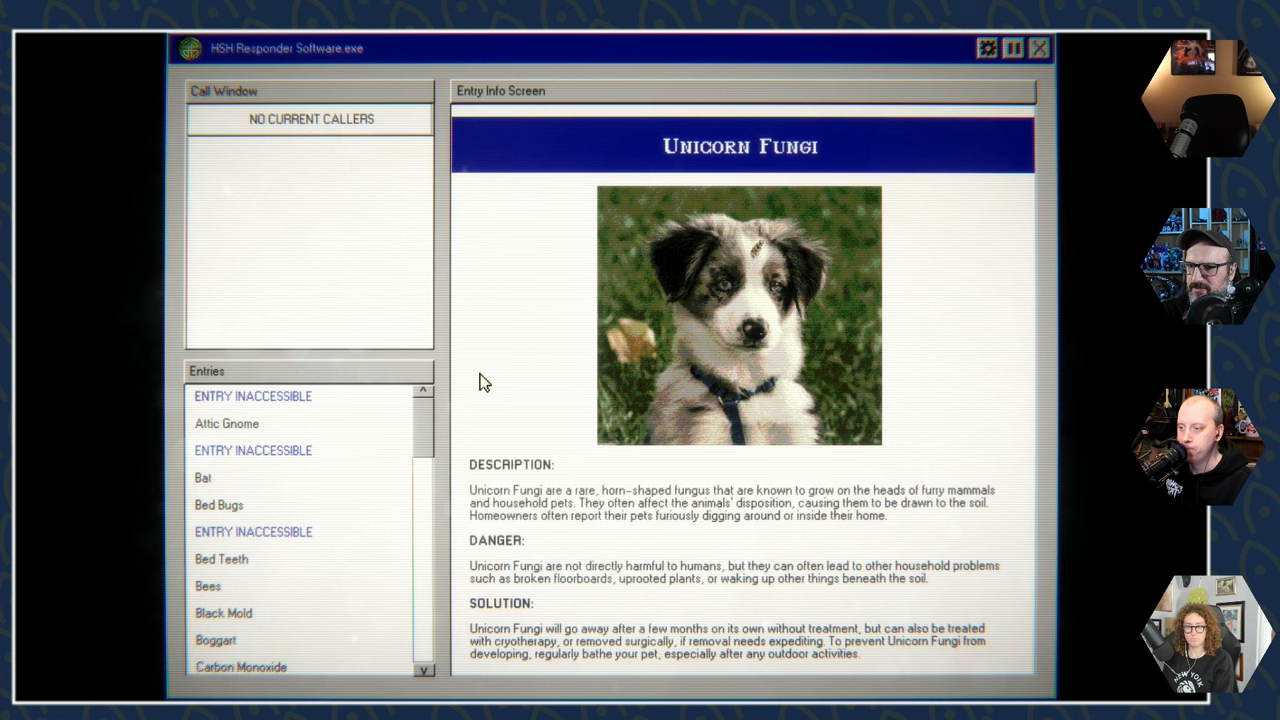 HSH Responder Software.exe
Call Window
NO CURRENT CALLERS
Entries
ENTRY INACCESSIBLE
Attic Gnome
ENTRY INACCESSIBLE
Bat
Bed Bugs
ENTRY INACCESSIBLE
Bed Teeth
Bees
Black Mold
Boggart
Carbon Monoxide
Entry Info Screen
UNICORN FUNGI
DESCRIPTION:
Unicorn Fungi are a rare, horn-shaped fungus that are known to grow on the heads of furry mammals
and household pets. They often affect the animals' disposition, causing them to be drawn to the soil.
Homeowners often report their pets furiously digging around or inside their home.
DANGER:
Unicorn Fungi are not directly harmful to humans, but they can often lead to other household problems
such as broken floorboards, uprooted plants, or waking up other things beneath the soil.
SOLUTION:
Unicorn Fungi will go away after a few months on its own without treatment, but can also be treated
with cryotherapy, or removed surgically, if removal needs expediting. To prevent Unicorn Fungi from
developing, regularly bathe your pet, especially after any outdoor activities.
NEW YORK